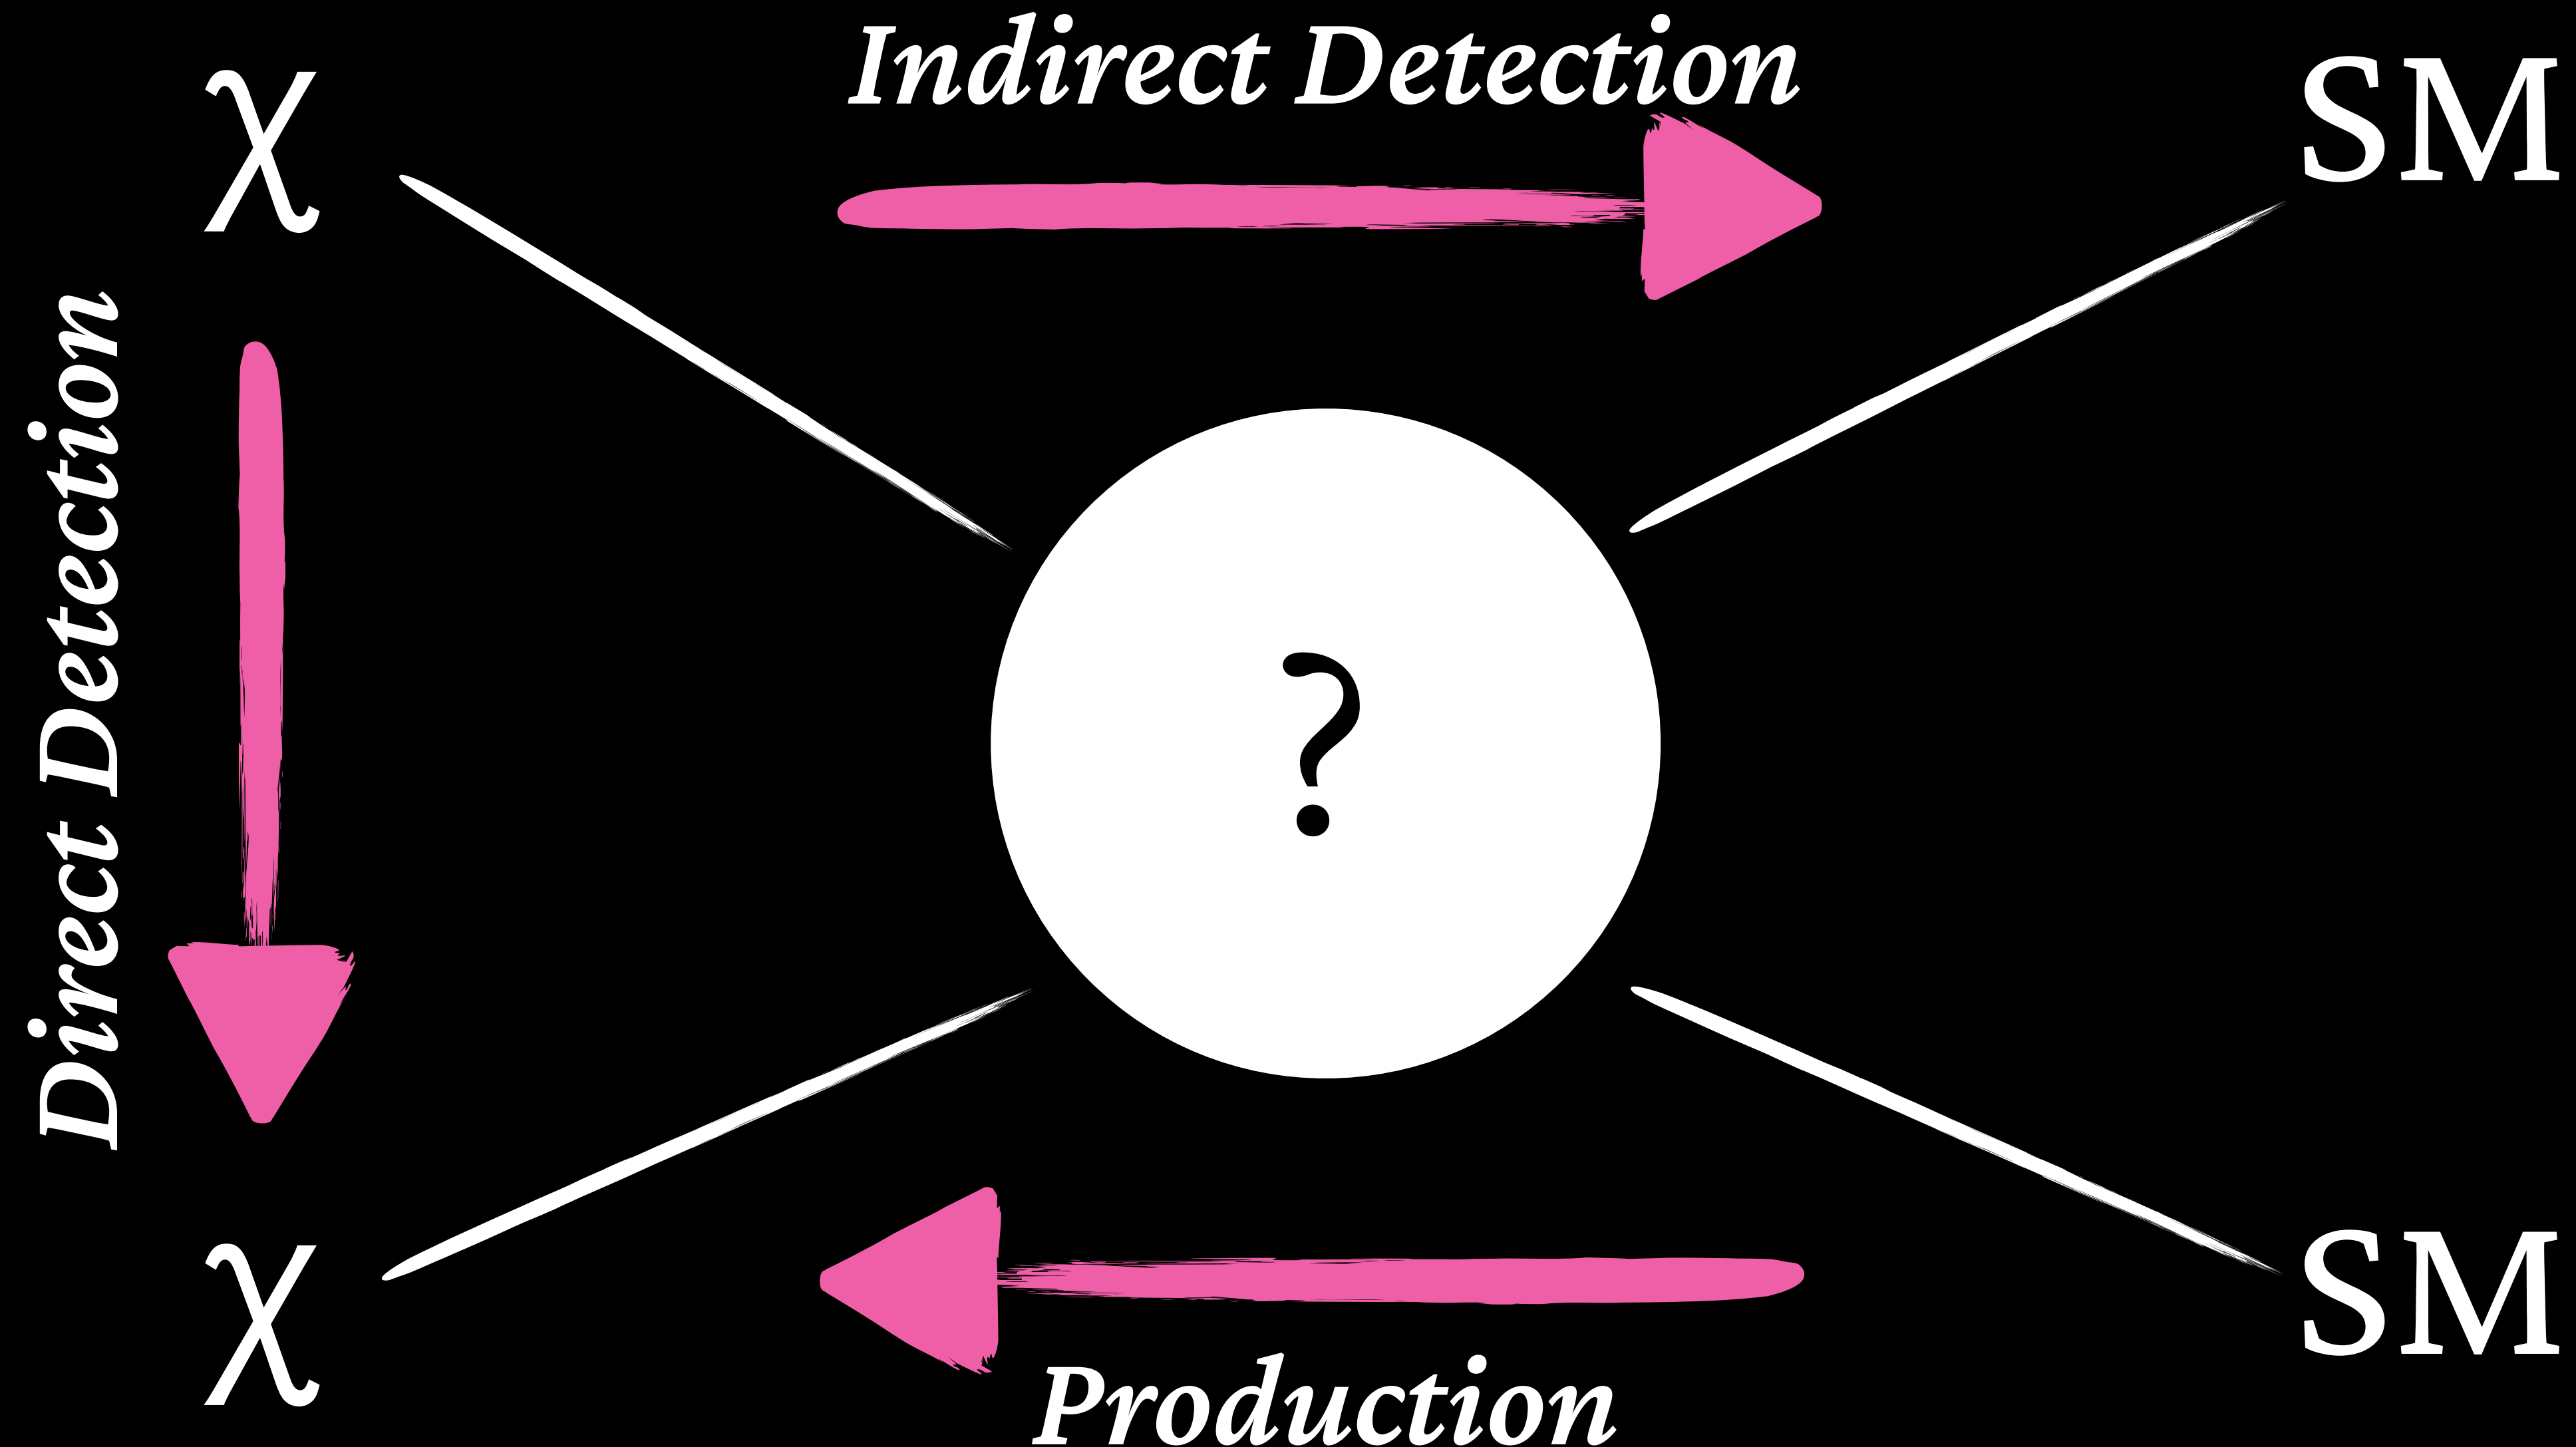 Indirect Detection
χ
SM
Direct Detection
?
χ
SM
Production